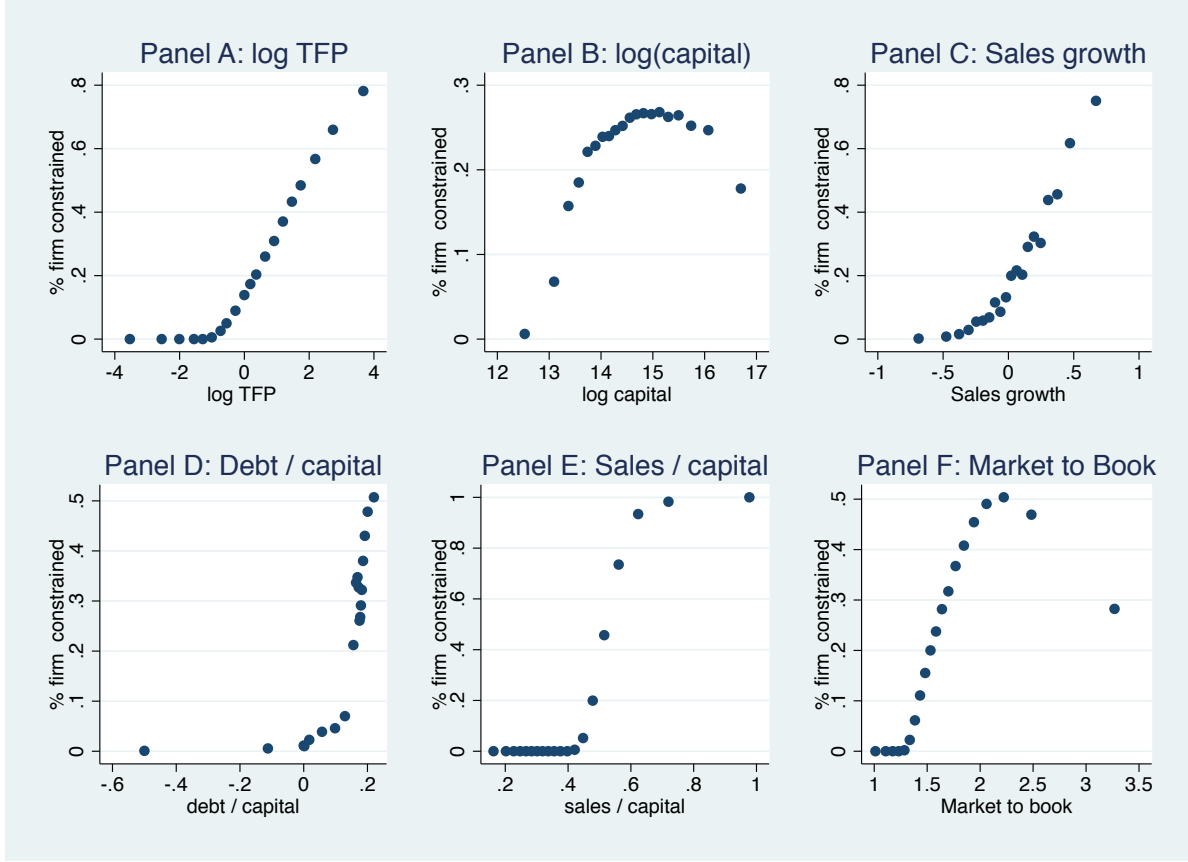 Panel A: log TFP
% firm constrained
0 .2 .4 .6 .8
-4 -2 0 2 4
log TFP
Panel B: log(capital)
% firm  constrained
0 .1 .2 .3
12 13 14 15 16 17
log capital
Panel C: Sales growth
% firm constrained
0 .2 .4 .6 .8
-1 -.5 0 .5 1
Sales growth
Panel D: Debt / capital
% firm  constrained
0 .1 .2 .3 .4 .5
-.6 -.4 -.2 0 .2
debt / capital
Panel E: Sales / capital
% firm  constrained
0 .2 .4 .6 .8 1
.2 .4 .6 .8 1
sales / capital
Panel F: Market to Book
% firm  constrained
0 .1 .2 .3 .4 .5
1 1.5 2 2.5 3 3.5
Market to book